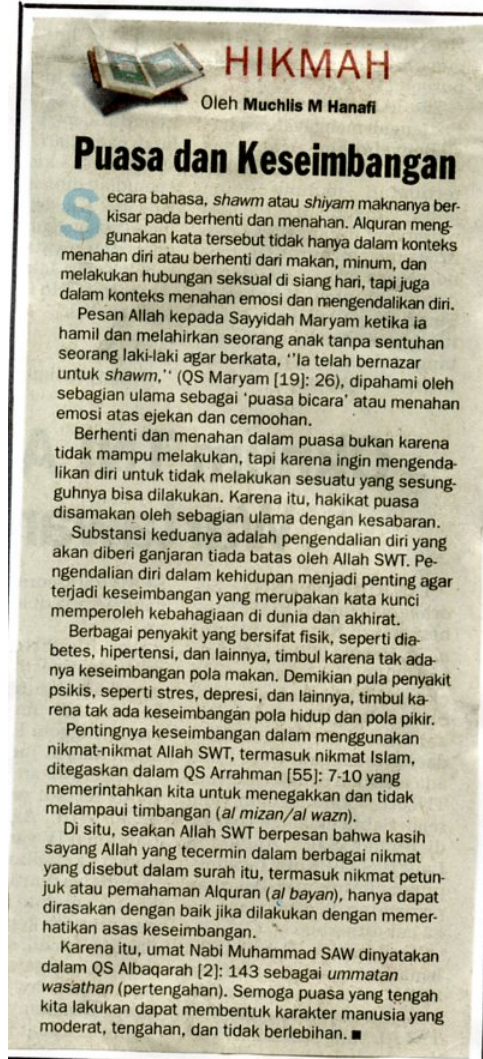 HIKMAH
Oleh Muchlis M Hanafi
Puasa dan Keseimbangan
Secara bahasa, shawm atau shiyam maknanya ber-
kisar pada berhenti dan menahan. Alquran meng-
gunakan kata tersebut tidak hanya dalam konteks
menahan diri atau berhenti dari makan, minum, dan
melakukan hubungan seksual di siang hari, tapi juga
dalam konteks menahan emosi dan mengendalikan diri.
Pesan Allah kepada Sayyidah Maryam ketika ia
hamil dan melahirkan seorang anak tanpa sentuhan
seorang laki-laki agar berkata, ''Ia telah bernazar
untuk shawm,'' (QS Maryam [19]: 26), dipahami oleh
sebagian ulama sebagai 'puasa bicara' atau menahan
emosi atas ejekan dan cemoohan.
Berhenti dan menahan dalam puasa bukan karena
tidak mampu melakukan, tapi karena ingin mengenda-
likan diri untuk tidak melakukan sesuatu yang sesung-
guhnya bisa dilakukan. Karena itu, hakikat puasa
disamakan oleh sebagian ulama dengan kesabaran.
Substansi keduanya adalah pengendalian diri yang
akan diberi ganjaran tiada batas oleh Allah SWT. Pe-
ngendalian diri dalam kehidupan menjadi penting agar
terjadi keseimbangan yang merupakan kata kunci
memperoleh kebahagiaan di dunia dan akhirat.
Berbagai penyakit yang bersifat fisik, seperti dia-
betes, hipertensi, dan lainnya, timbul karena tak ada-
nya keseimbangan pola makan. Demikian pula penyakit
psikis, seperti stres, depresi, dan lainnya, timbul ka-
rena tak ada keseimbangan pola hidup dan pola pikir.
Pentingnya keseimbangan dalam menggunakan
nikmat-nikmat Allah SWT, termasuk nikmat Islam,
ditegaskan dalam QS Arrahman [55]: 7-10 yang
memerintahkan kita untuk menegakkan dan tidak
melampaui timbangan (al mizan/al wazn).
Di situ, seakan Allah SWT berpesan bahwa kasih
sayang Allah yang tecermin dalam berbagai nikmat
yang disebut dalam surah itu, termasuk nikmat petun-
juk atau pemahaman Alquran (al bayan), hanya dapat
dirasakan dengan baik jika dilakukan dengan memer-
hatikan asas keseimbangan.
Karena itu, umat Nabi Muhammad SAW dinyatakan
dalam QS Albaqarah [2]: 143 sebagai ummatan
wasathan (pertengahan). Semoga puasa yang tengah
kita lakukan dapat membentuk karakter manusia yang
moderat, tengahan, dan tidak berlebihan. ■